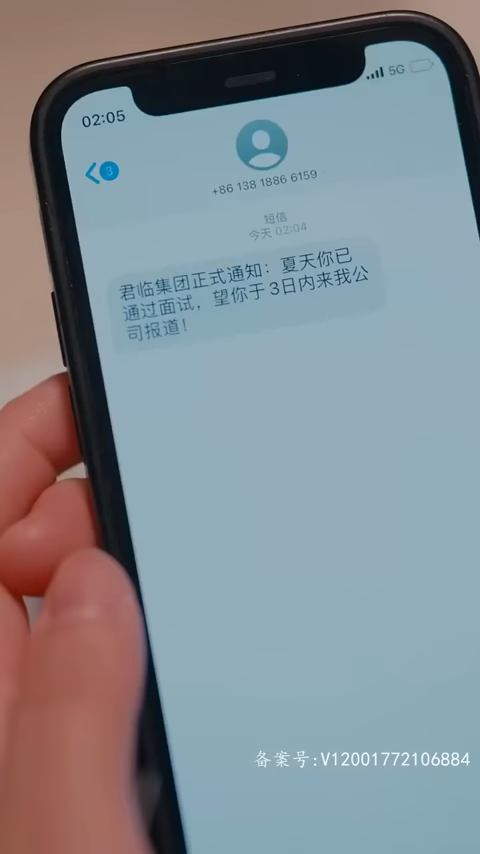 02:05
5G
3
+86 138 1886 6159
短信
今天 02:04
君临集团正式通知：夏天你已
通过面试，望你于3日内来我公
司报道！
备案号:V12001772106884